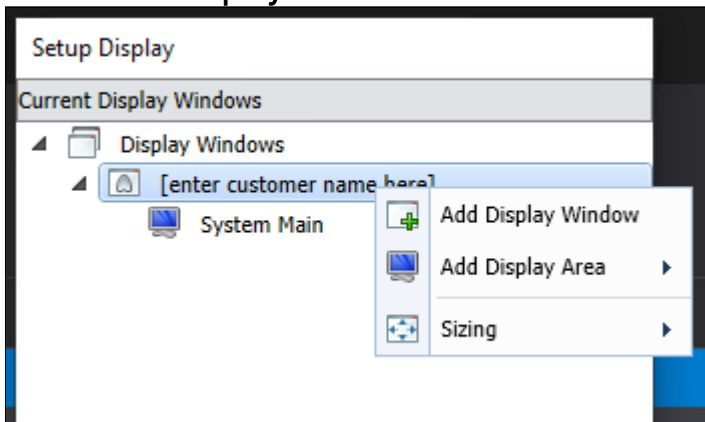 Setup Display
Current Display Windows
Display Windows
[enter customer name here]
System Main
Add Display Window
Add Display Area
Sizing